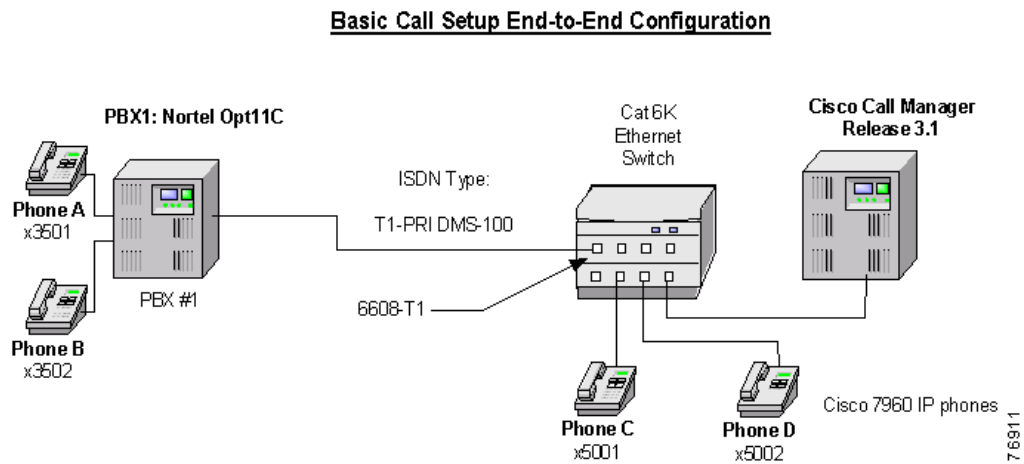 Basic Call Setup End-to-End Configuration
PBX1: Nortel Opt11C
Cat6K
Ethernet
Switch
Cisco Call Manager
Release 3.1
ISDN Type:
T1-PRI DMS-100
Phone A
x3501
PBX #1
6608-T1
Phone B
x3502
Phone C
x5001
Phone D
x5002
Cisco 7960 IP phones
76911